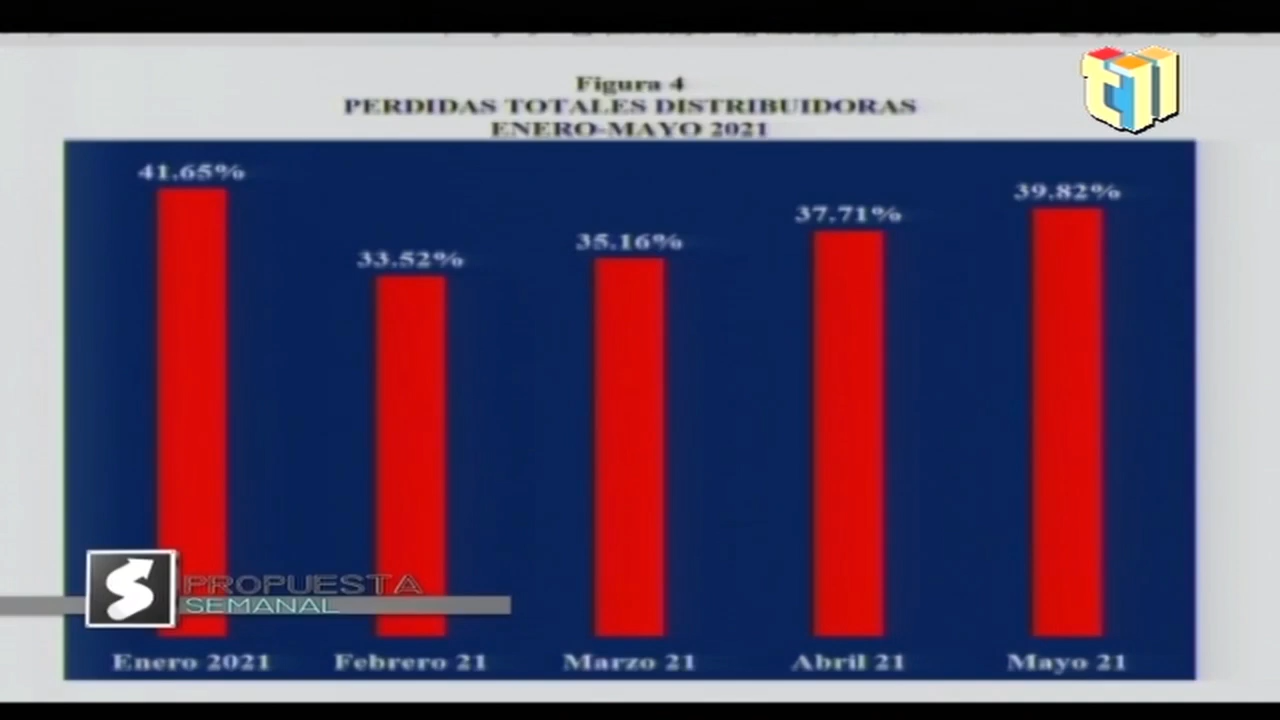 Figura 4
PERDIDAS TOTALES DISTRIBUIDORAS
ENERO-MAYO 2021
41.65%
33.52%
35.16%
37.71%
39.82%
Enero 2021
Febrero 21
Marzo 21
Abril 21
Mayo 21
PROPUESTA
SEMANAL